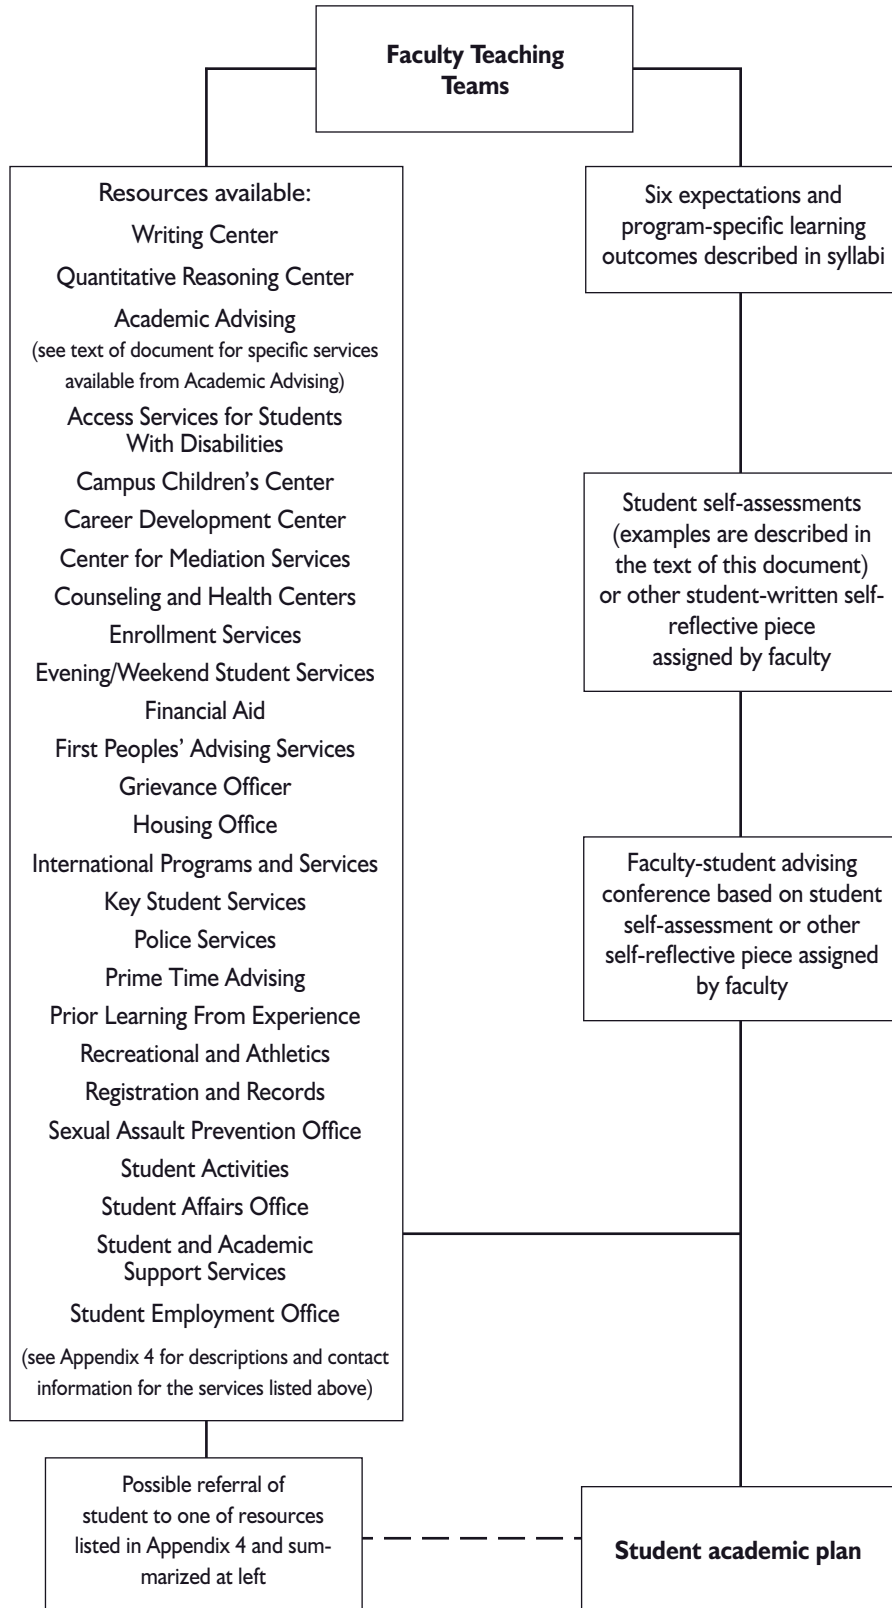 Faculty Teaching
Teams
Resources available:
Writing Center
Quantitative Reasoning Center
Academic Advising
(see text of document for specific services
available from Academic Advising)
Access Services for Students
With Disabilities
Campus Children’s Center
Career Development Center
Center for Mediation Services
Counseling and Health Centers
Enrollment Services
Evening/Weekend Student Services
Financial Aid
First Peoples’ Advising Services
Grievance Officer
Housing Office
International Programs and Services
Key Student Services
Police Services
Prime Time Advising
Prior Learning From Experience
Recreational and Athletics
Registration and Records
Sexual Assault Prevention Office
Student Activities
Student Affairs Office
Student and Academic
Support Services
Student Employment Office
(see Appendix 4 for descriptions and contact
information for the services listed above)
Six expectations and
program-specific learning
outcomes described in syllabi
Student self-assessments
(examples are described in
the text of this document)
or other student-written self-
reflective piece
assigned by faculty
Faculty-student advising
conference based on student
self-assessment or other
self-reflective piece assigned
by faculty
Possible referral of
student to one of resources
listed in Appendix 4 and sum-
marized at left
Student academic plan